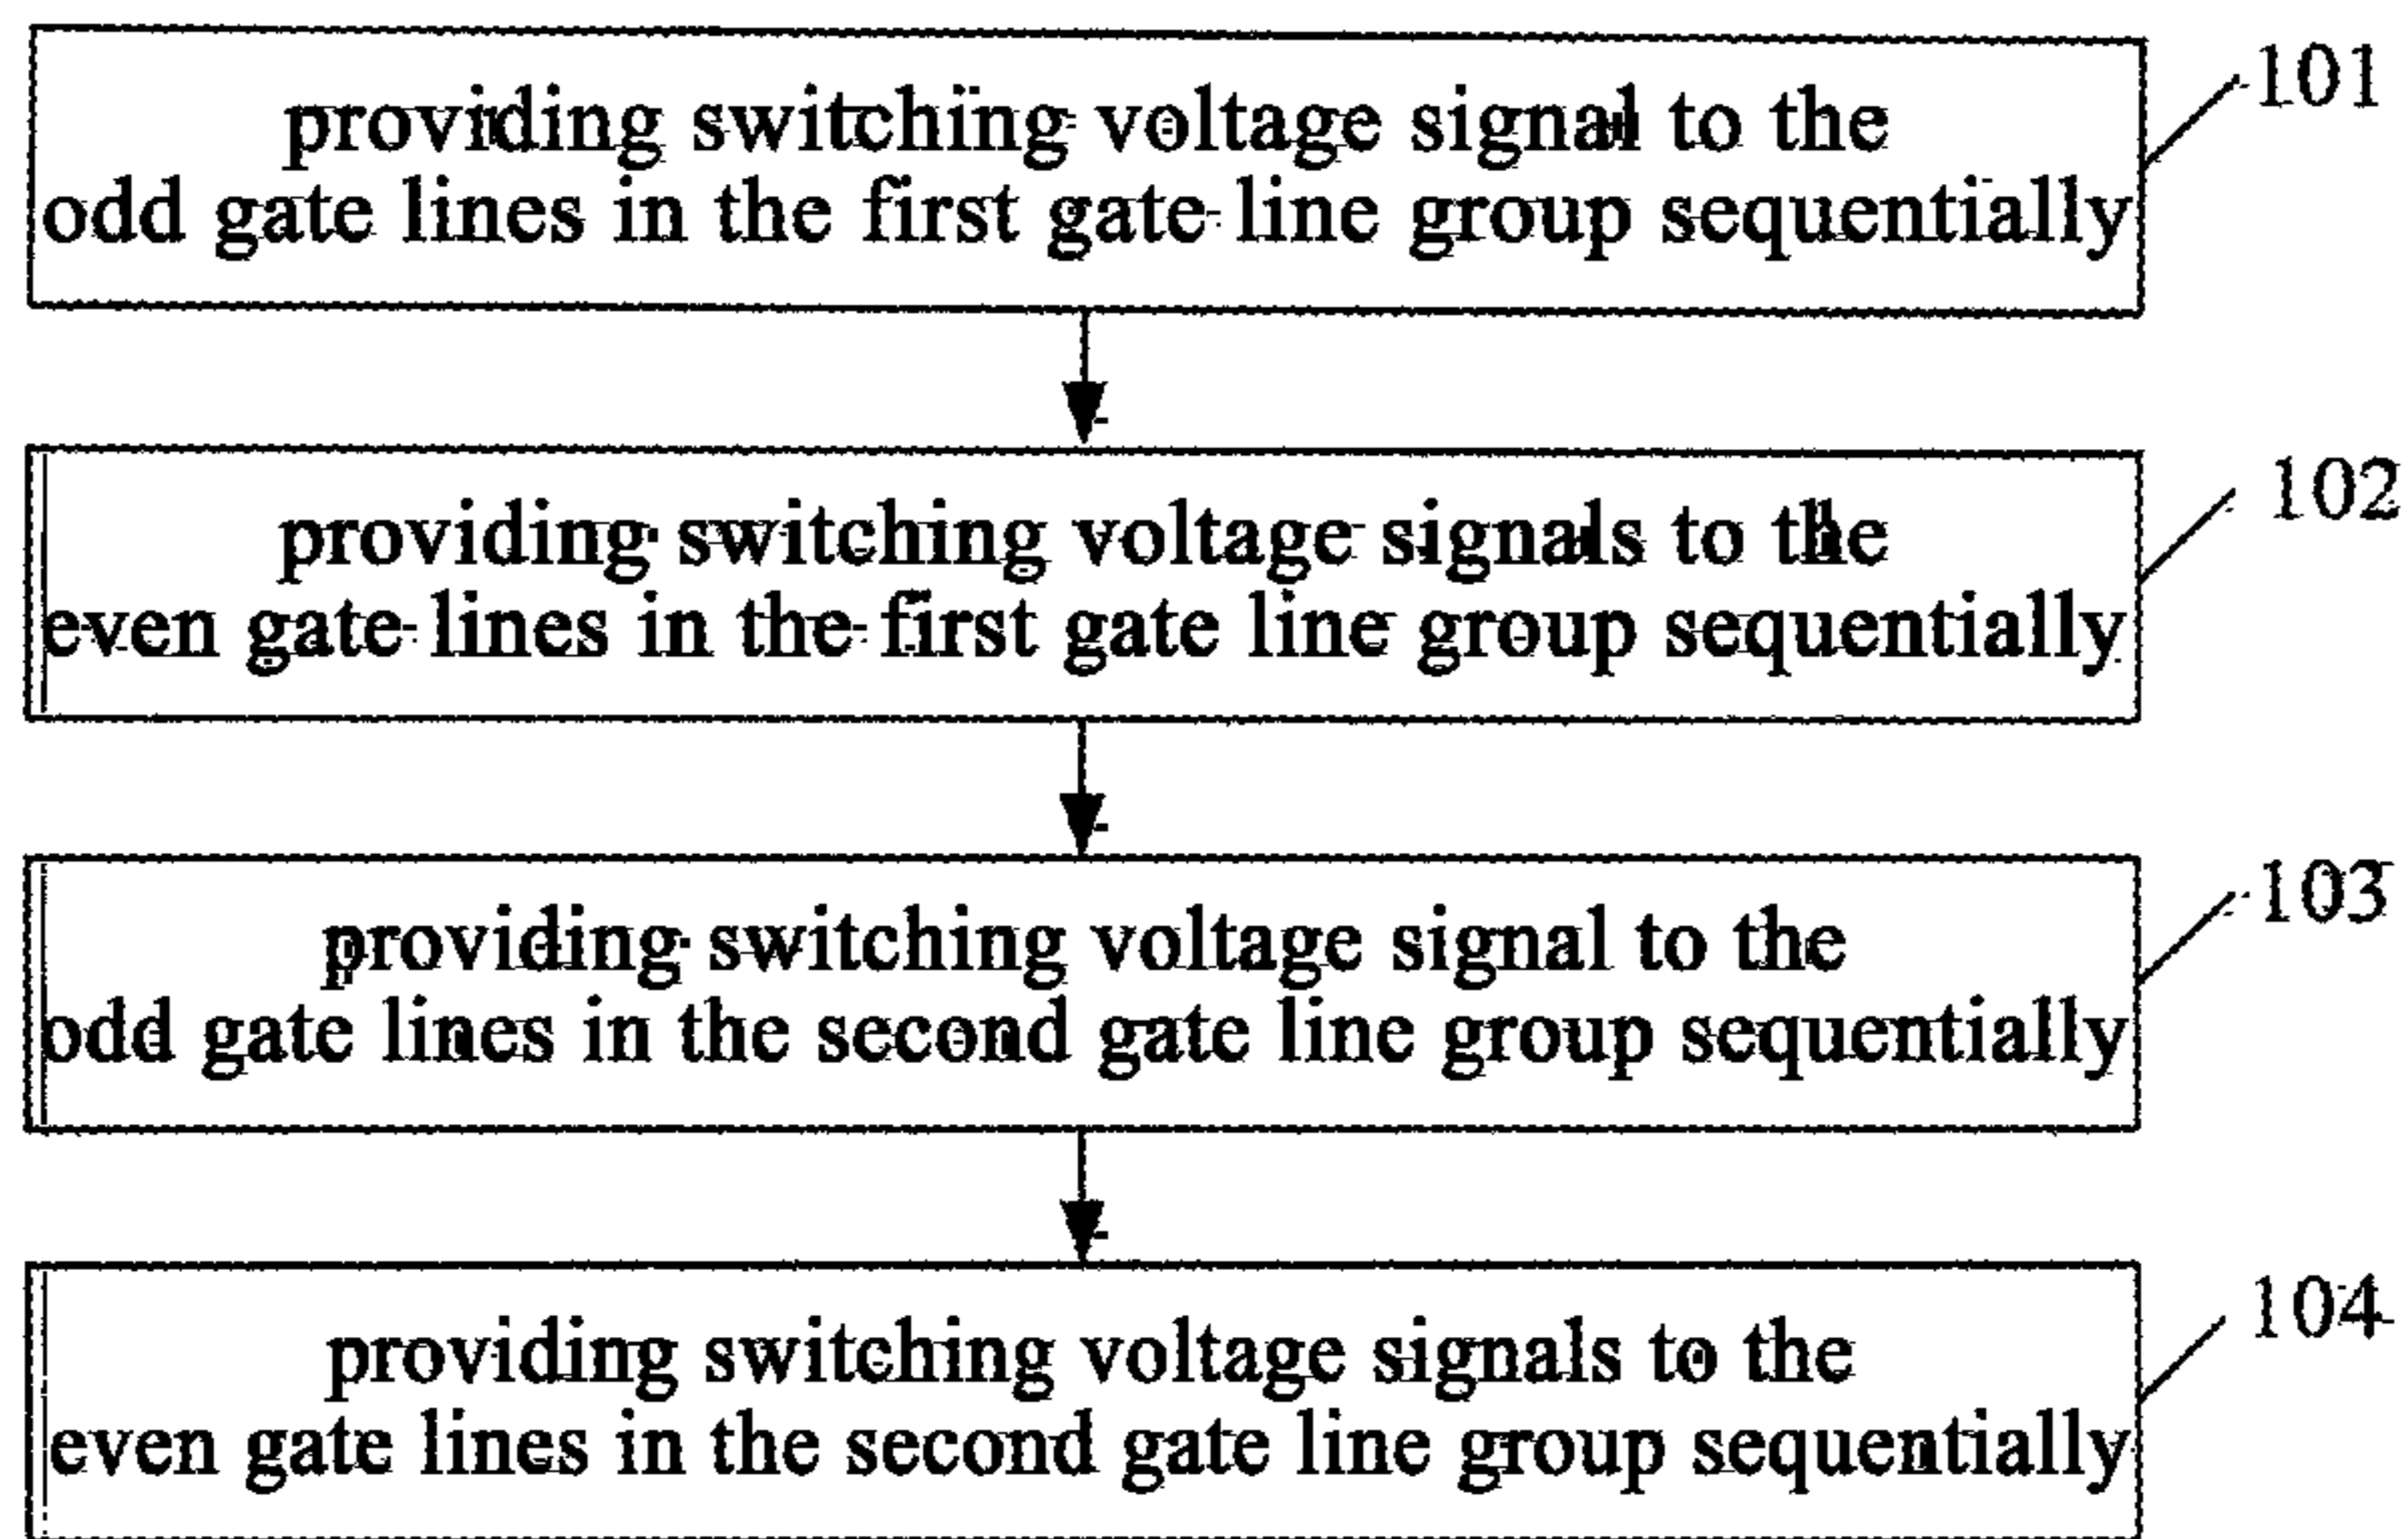 providing switching voltage signal to the
odd gate lines in the first gate line group sequentially
101
providing switching voltage signals to the
even gate lines in the first gate line group sequentially
102
providing switching voltage signal to the
odd gate lines in the second gate line group sequentially
103
providing switching voltage signals to the
even gate lines in the second gate line group sequentially
104